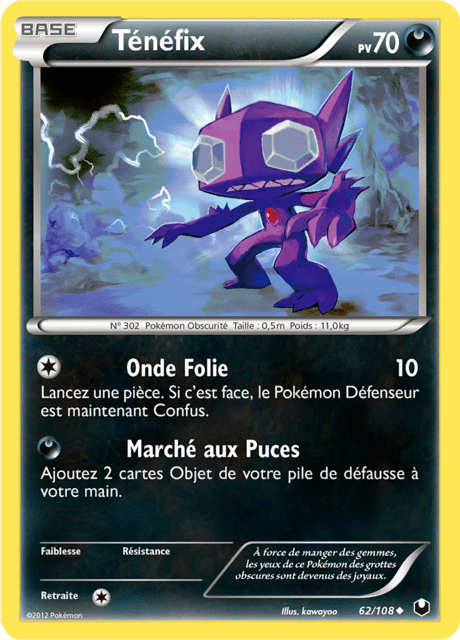 BASE
Ténéfix
PV 70
N° 302 Pokémon Obscurité Taille : 0,5m Poids : 11,0kg
Onde Folie 10
Lancez une pièce. Si c'est face, le Pokémon Défenseur
est maintenant Confus.
Marché aux Puces
Ajoutez 2 cartes Objet de votre pile de défausse à
votre main.
Faiblesse Résistance
À force de manger des gemmes,
les yeux de ce Pokémon des grottes
obscures sont devenus des joyaux.
Retraite
©2012 Pokémon
Illus. kawayoo 62/108